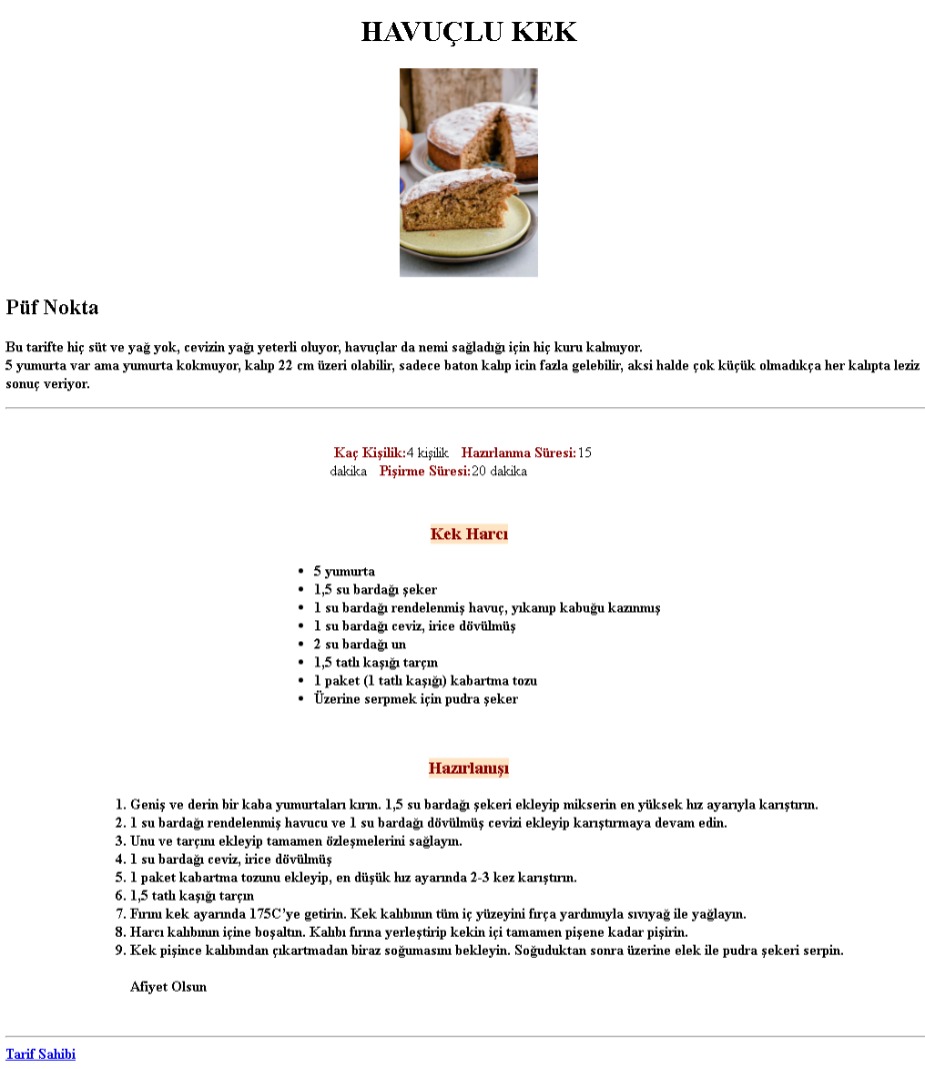 HAVUÇLU KEK
Püf Nokta
Bu tarifte hiç süt ve yağ yok, cevizin yağı yeterli oluyor, havuçlar da nemi sağladığı için hiç kuru kalmıyor.
5 yumurta var ama yumurta kokmuyor, kalıp 22 cm üzeri olabilir, sadece baton kalıp icin fazla gelebilir, aksi halde çok küçük olmadıkça her kalıpta leziz
sonuç veriyor.
Kaç Kişilik:4 kişilik Hazırlanma Süresi:15
dakika Pişirme Süresi:20 dakika
Kek Harcı
• 5 yumurta
• 1,5 su bardağı şeker
• 1 su bardağı rendelenmiş havuç, yıkanıp kabuğu kazınmış
• 1 su bardağı ceviz, irice dövülmüş
• 2 su bardağı un
• 1,5 tatlı kaşığı tarçın
• 1 paket (1 tatlı kaşığı) kabartma tozu
• Üzerine serpmek için pudra şeker
Hazırlanışı
1. Geniş ve derin bir kaba yumurtaları kırın. 1,5 su bardağı şekeri ekleyip mikserin en yüksek hız ayarıyla karıştırın.
2. 1 su bardağı rendelenmiş havucu ve 1 su bardağı dövülmüş cevizi ekleyip karıştırmaya devam edin.
3. Unu ve tarçını ekleyip tamamen özleşmelerini sağlayın.
4. 1 su bardağı ceviz, irice dövülmüş
5. 1 paket kabartma tozunu ekleyip, en düşük hız ayarında 2-3 kez karıştırın.
6. 1,5 tatlı kaşığı tarçın
7. Fırını kek ayarında 175C’ye getirin. Kek kalıbının tüm iç yüzeyini fırça yardımıyla sıvıyağ ile yağlayın.
8. Harcı kalıbının içine boşaltın. Kalıbı fırına yerleştirip kekin içi tamamen pişene kadar pişirin.
9. Kek pişince kalıbından çıkartmadan biraz soğumasını bekleyin. Soğuduktan sonra üzerine elek ile pudra şekeri serpin.
Afiyet Olsun
Tarif Sahibi